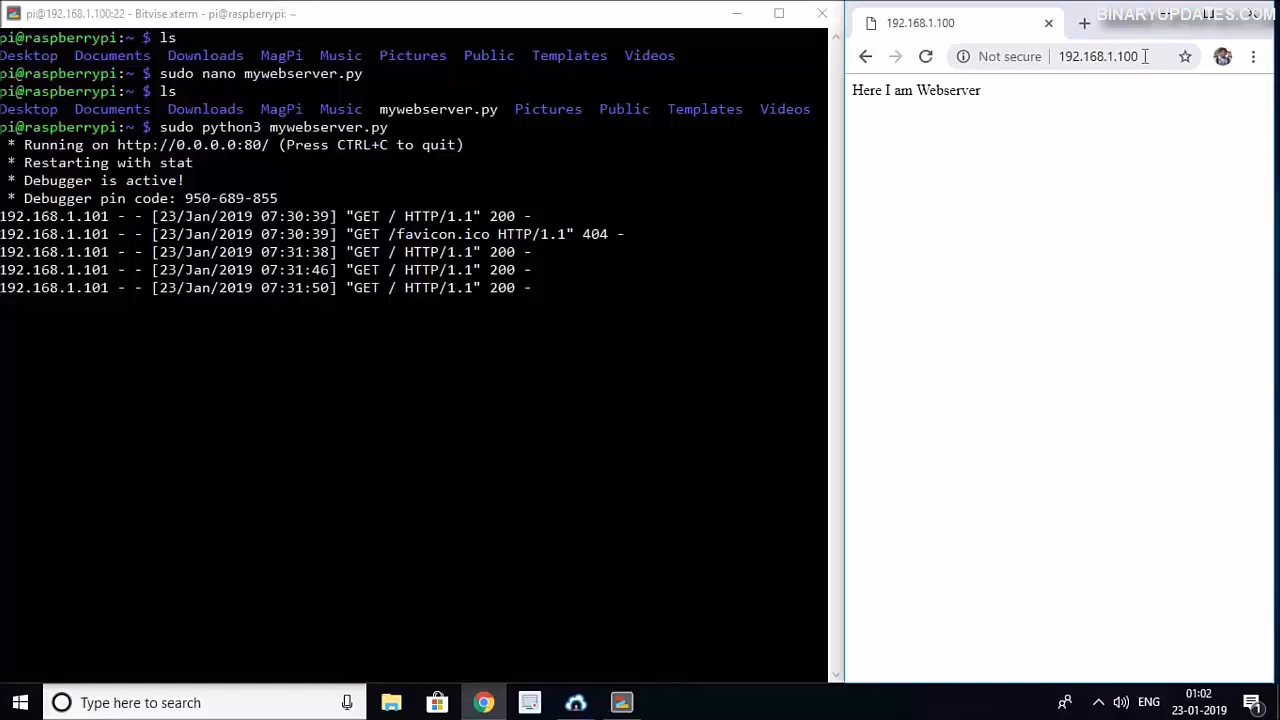 pi@192.168.1.100:22 - Bitvise xterm - pi@raspberrypi: ~
pi@raspberrypi:~ $ ls
Desktop Documents Downloads MagPi Music Pictures Public Templates Videos
pi@raspberrypi:~ $ sudo nano mywebserver.py
pi@raspberrypi:~ $ ls
Desktop Documents Downloads MagPi Music mywebserver.py Pictures Public Templates Videos
pi@raspberrypi:~ $ sudo python3 mywebserver.py
* Running on http://0.0.0.0:80/ (Press CTRL+C to quit)
* Restarting with stat
* Debugger is active!
* Debugger pin code: 950-689-855
192.168.1.101 - - [23/Jan/2019 07:30:39] "GET / HTTP/1.1" 200 -
192.168.1.101 - - [23/Jan/2019 07:30:39] "GET /favicon.ico HTTP/1.1" 404 -
192.168.1.101 - - [23/Jan/2019 07:31:38] "GET / HTTP/1.1" 200 -
192.168.1.101 - - [23/Jan/2019 07:31:46] "GET / HTTP/1.1" 200 -
192.168.1.101 - - [23/Jan/2019 07:31:50] "GET / HTTP/1.1" 200 -
BINARYUPDATES.COM
192.168.1.100
Not secure 192.168.1.100
Here I am Webserver
Type here to search
ENG
01:02
23-01-2019
1